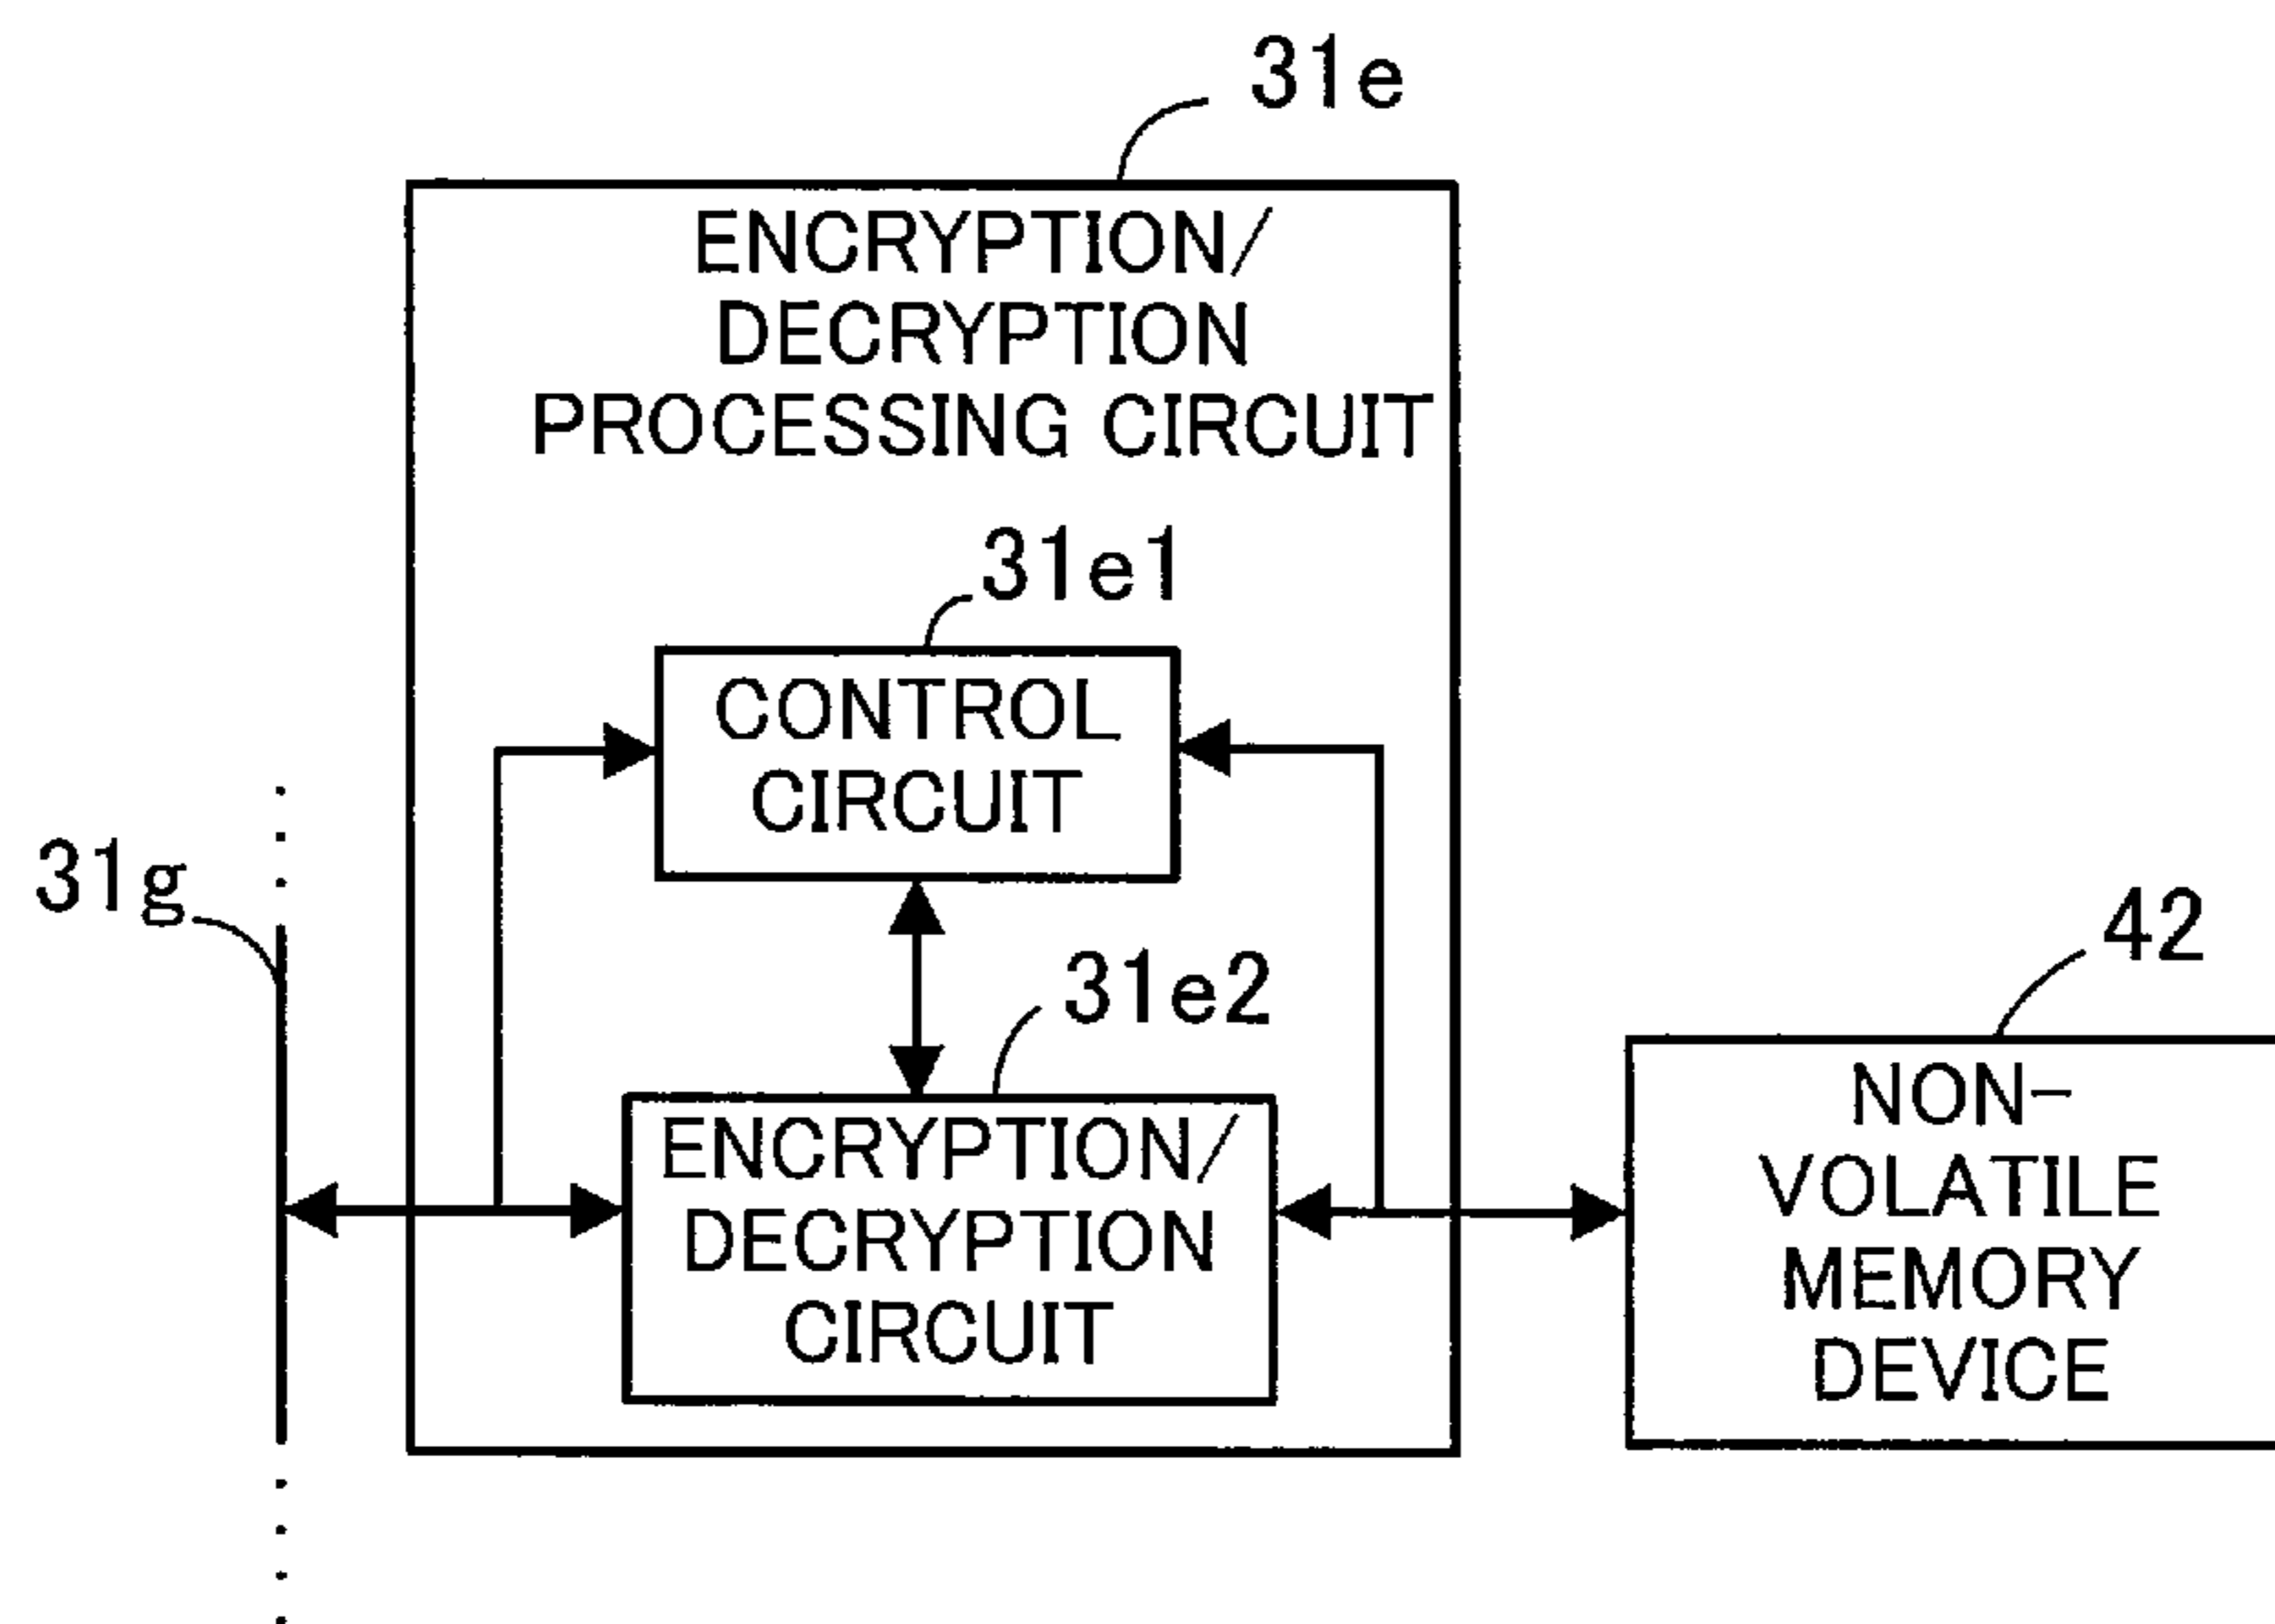 31e
ENCRYPTION/
DECRYPTION
PROCESSING CIRCUIT
31e1
CONTROL
CIRCUIT
31g
31e2
ENCRYPTION/
DECRYPTION
CIRCUIT
42
NON-
VOLATILE
MEMORY
DEVICE